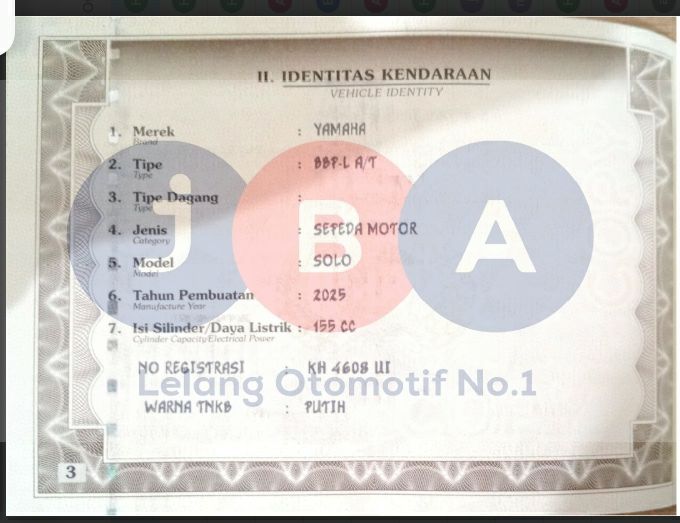 II. IDENTITAS KENDARAAN
VEHICLE IDENTITY
1. Merek : YAMAHA
Brand
2. Tipe : BBP-L A/T
Type
3. Tipe Dagang :
Type
4. Jenis : SEPEDA MOTOR
Category
5. Model : SOLO
Model
6. Tahun Pembuatan : 2025
Manufacture Year
7. Isi Silinder/Daya Listrik : 155 CC
Cylinder Capacity/Electrical Power
NO REGISTRASI : KH 4608 UI
WARNA TNKB : PUTIH
3
jBA
Lelang Otomotif No.1